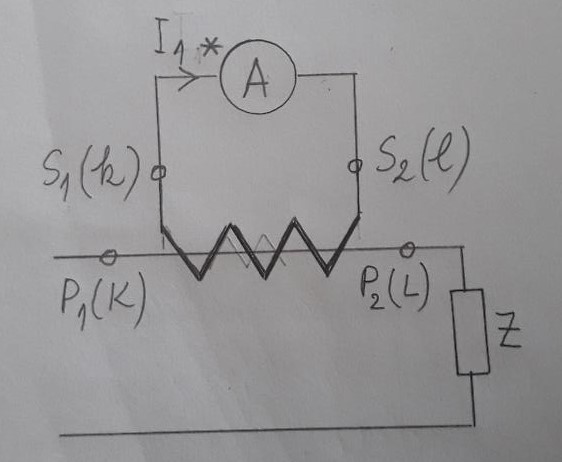 I₁ *
A
S₁(k)
S₂(l)
P₁(K)
P₂(L)
Z